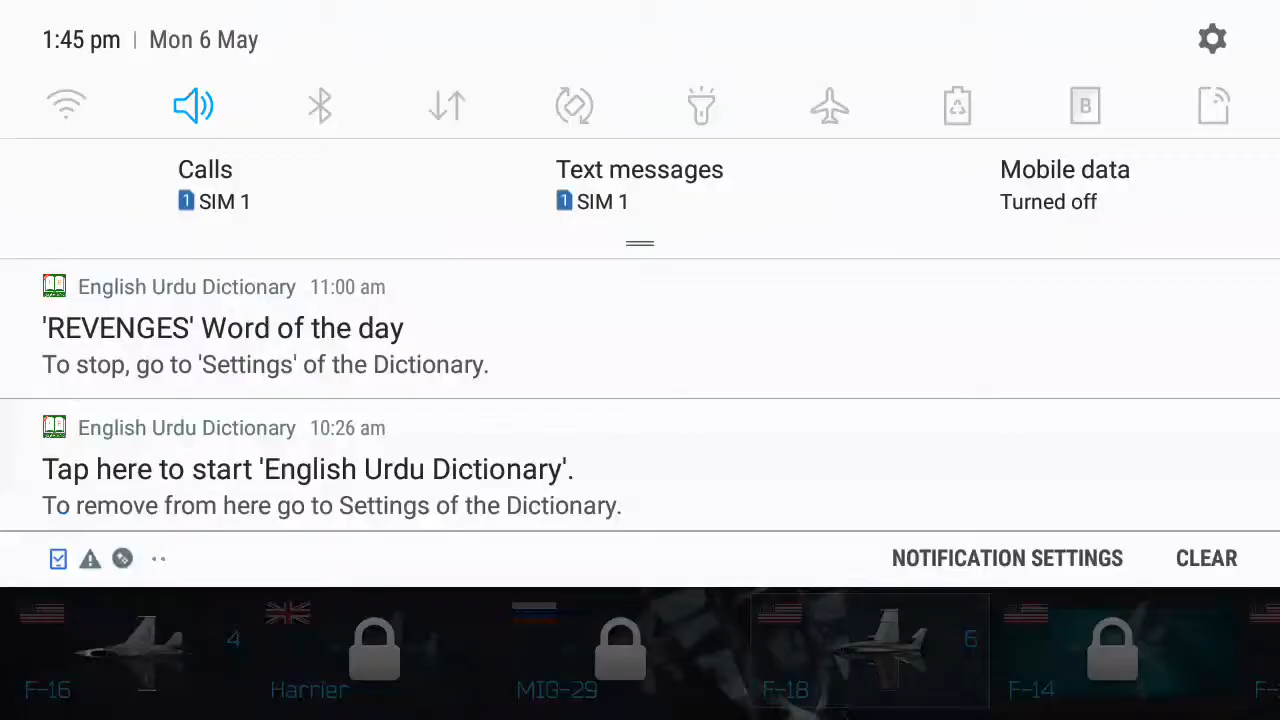 1:45 pm | Mon 6 May
B
Calls Text messages Mobile data
1 SIM 1 1 SIM 1 Turned off
English Urdu Dictionary 11:00 am
'REVENGES' Word of the day
To stop, go to 'Settings' of the Dictionary.
English Urdu Dictionary 10:26 am
Tap here to start 'English Urdu Dictionary'.
To remove from here go to Settings of the Dictionary.
NOTIFICATION SETTINGS CLEAR
4 6
F-16 Harrier MIG-29 F-18 F-14 F-